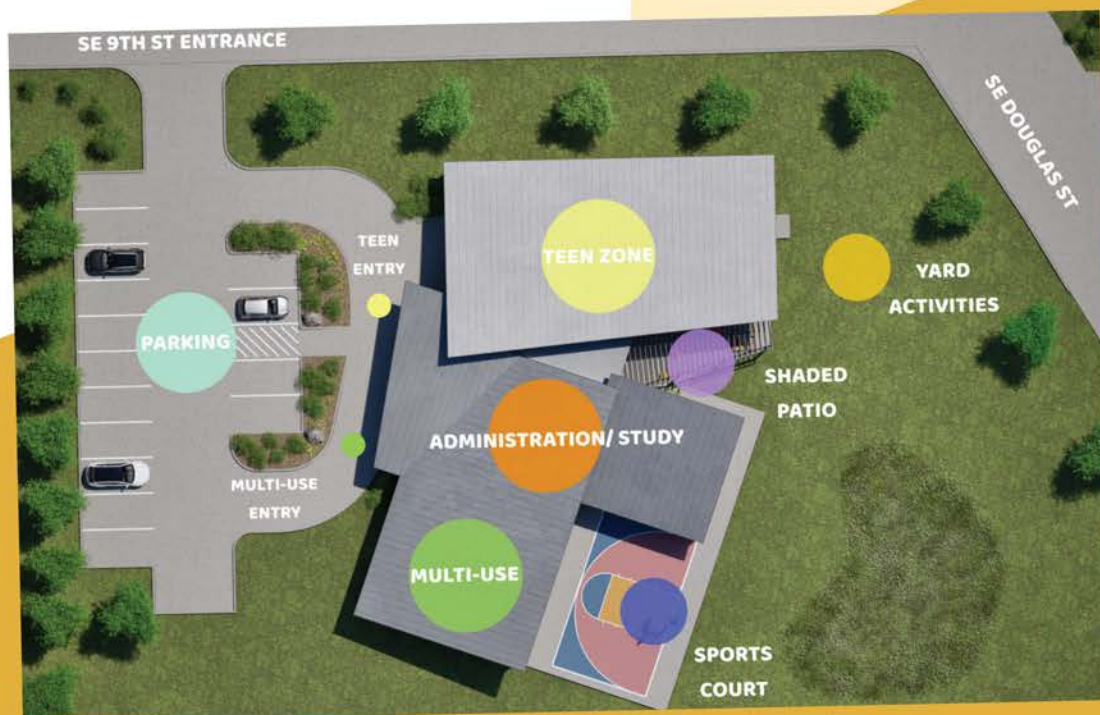 SE 9TH ST ENTRANCE
SE DOUGLAS ST
TEEN
ENTRY
TEEN ZONE
YARD
ACTIVITIES
PARKING
SHADED
PATIO
ADMINISTRATION/ STUDY
MULTI-USE
ENTRY
MULTI-USE
SPORTS
COURT